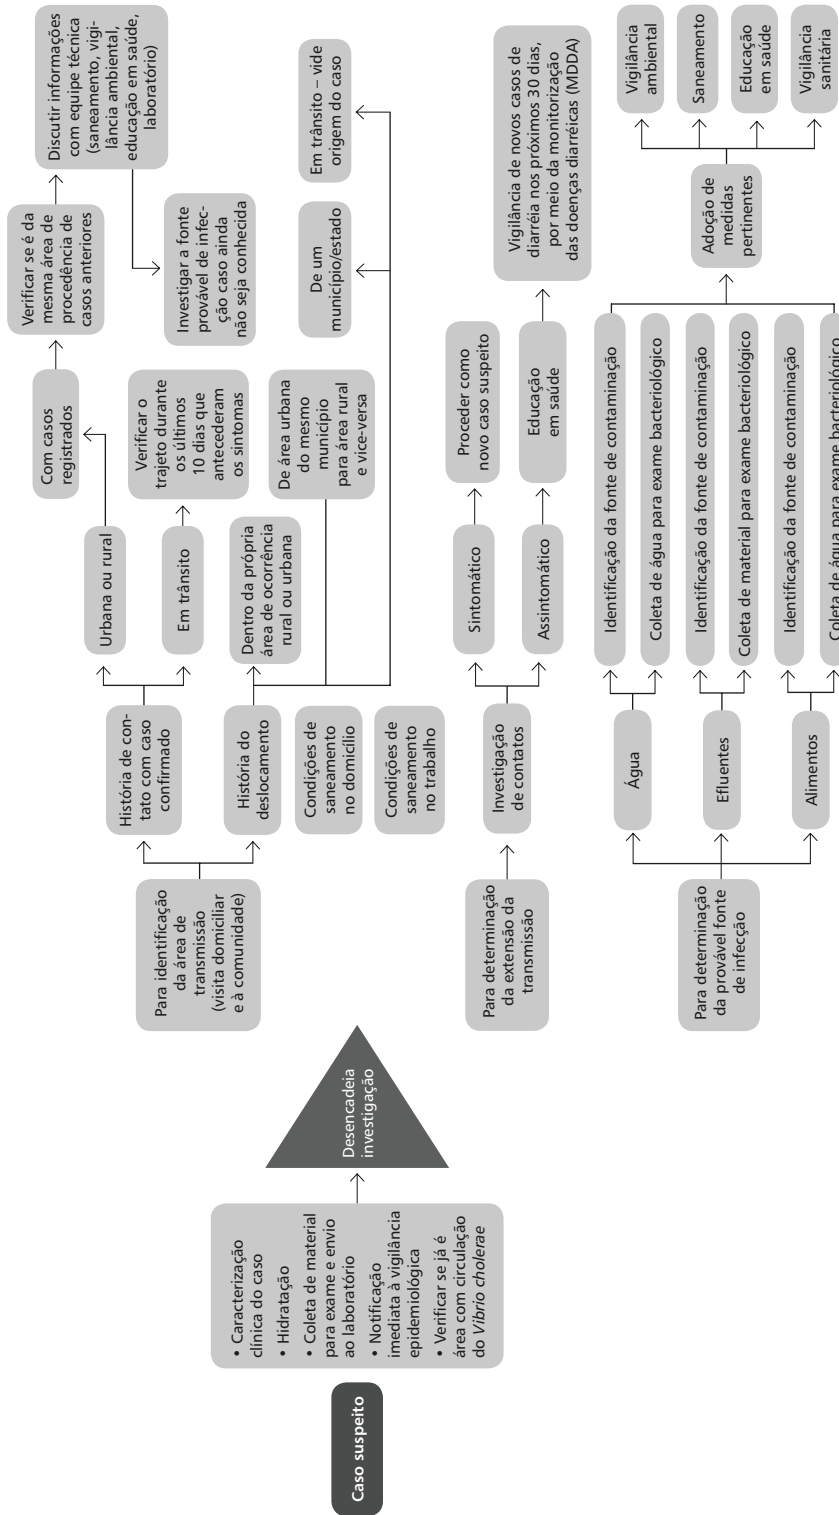 Caso suspeito
• Caracterização
clínica do caso
• Hidratação
• Coleta de material
para exame e envio
ao laboratório
• Notificação
imediata à vigilância
epidemiológica
• Verificar se já é
área com circulação
do Vibrio cholerae
Desencadeia
investigação
Para identificação
da área de
transmissão
(visita domiciliar
e à comunidade)
História de con-
tato com caso
confirmado
Urbana ou rural
Com casos
registrados
Verificar se é da
mesma área de
procedência de
casos anteriores
Discutir informações
com equipe técnica
(saneamento, vigi-
lância ambiental,
educação em saúde,
laboratório)
Investigar a fonte
provável de infec-
ção caso ainda
não seja conhecida
Em trânsito
Verificar o
trajeto durante
os últimos
10 dias que
antecederam
os sintomas
História do
deslocamento
Dentro da própria
área de ocorrência
rural ou urbana
De área urbana
do mesmo
município
para área rural
e vice-versa
De um
município/estado
Em trânsito – vide
origem do caso
Condições de
saneamento
no domicílio
Condições de
saneamento
no trabalho
Para determinação
da extensão da
transmissão
Investigação
de contatos
Sintomático
Proceder como
novo caso suspeito
Assintomático
Educação
em saúde
Vigilância de novos casos de
diarréia nos próximos 30 dias,
por meio da monitorização
das doenças diarréicas (MDDA)
Para determinação
da provável fonte
de infecção
Água
Identificação da fonte de contaminação
Coleta de água para exame bacteriológico
Efluentes
Identificação da fonte de contaminação
Coleta de material para exame bacteriológico
Alimentos
Identificação da fonte de contaminação
Coleta de água para exame bacteriológico
Adoção de
medidas
pertinentes
Vigilância
ambiental
Saneamento
Educação
em saúde
Vigilância
sanitária